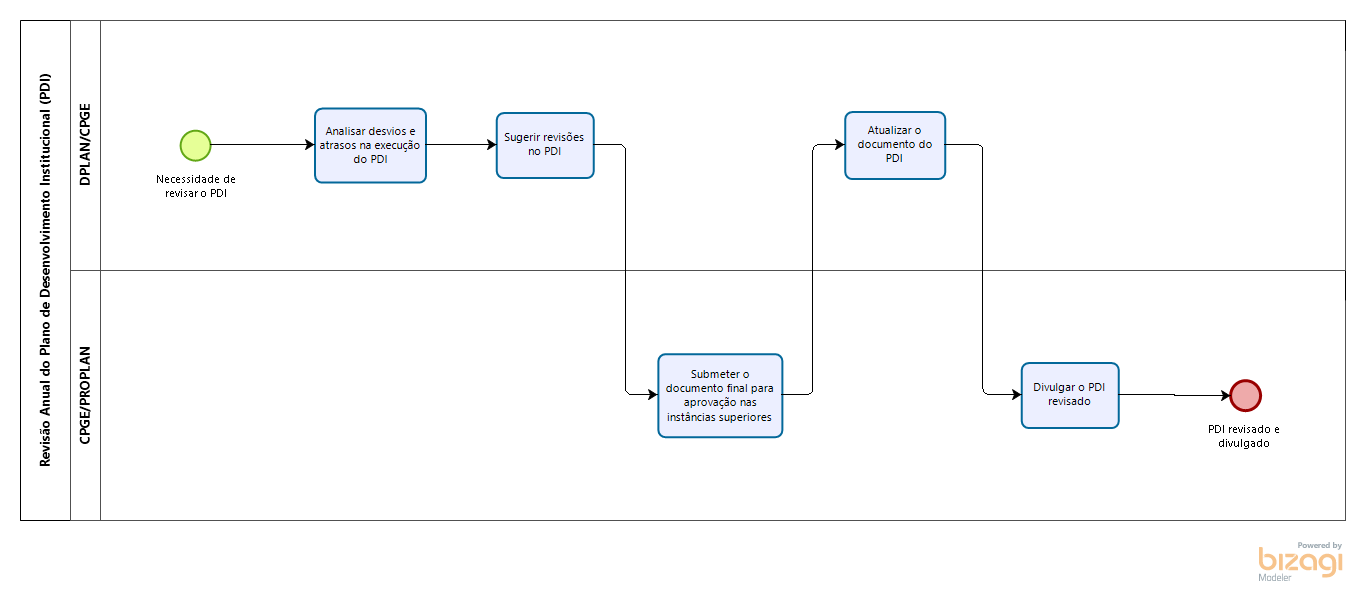 Revisão Anual do Plano de Desenvolvimento Institucional (PDI)
DPLAN/CPGE
Necessidade de
revisar o PDI
Analisar desvios e
atrasos na execução
do PDI
Sugerir revisões
no PDI
Atualizar o
documento do
PDI
CPGE/PROPLAN
Submeter o
documento final para
aprovação nas
instâncias superiores
Divulgar o PDI
revisado
PDI revisado e
divulgado
Powered by
bizagi
Modeler